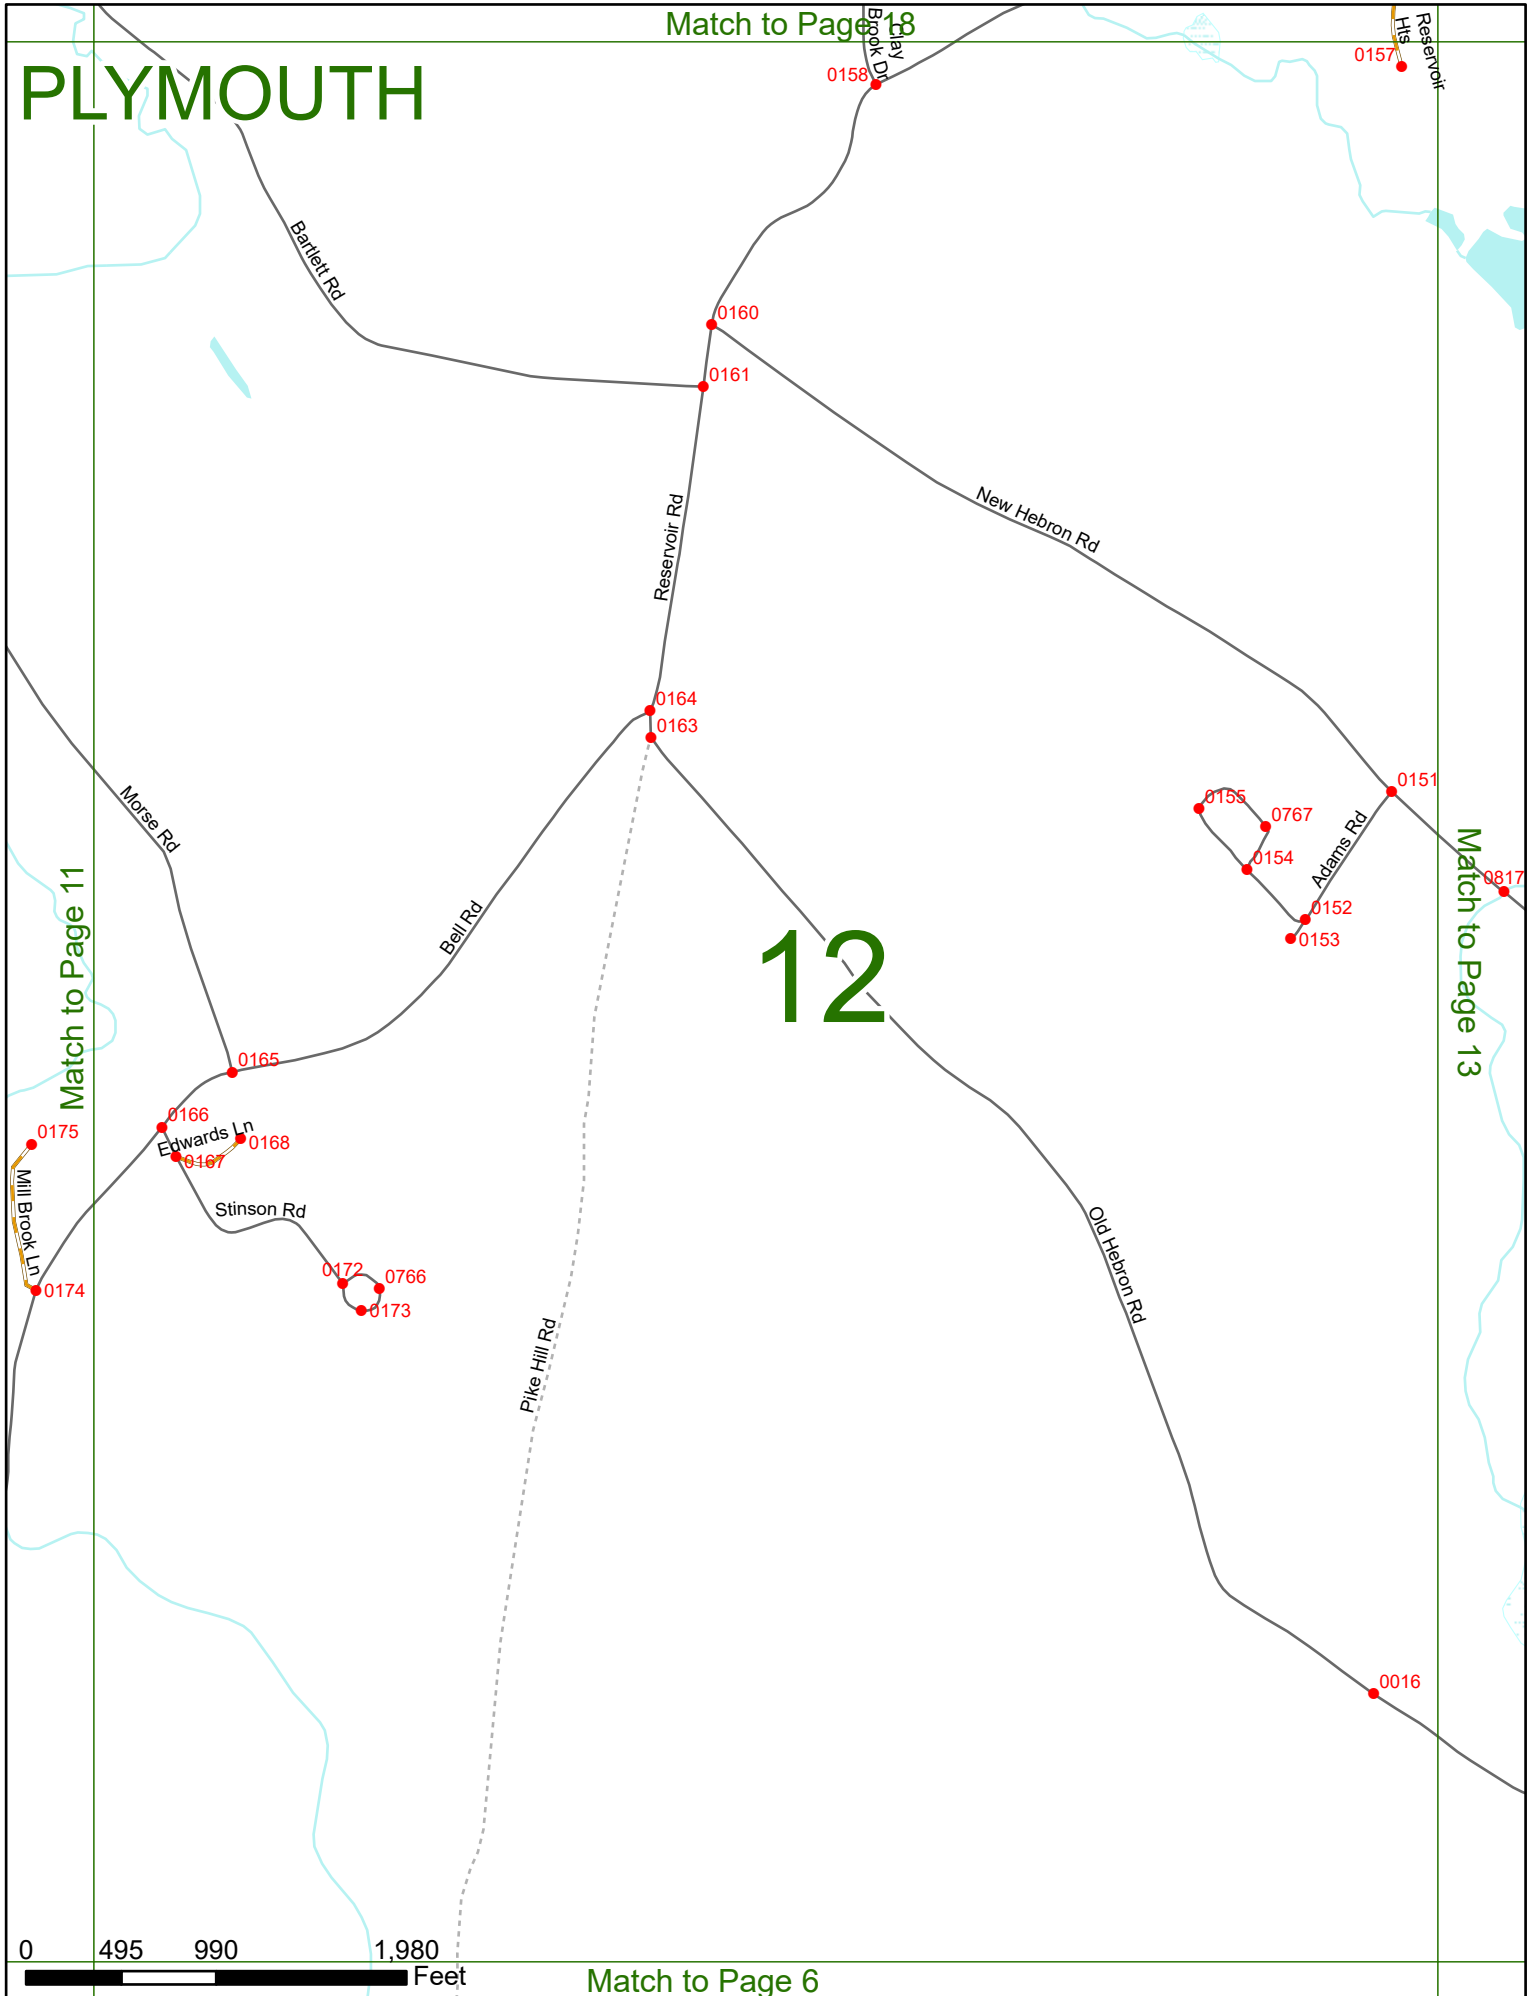 Match to Page 18
PLYMOUTH
Clay
Brook Dr
Reservoir
Hts
0157
0158
Bartlett Rd
0160
0161
Reservoir Rd
New Hebron Rd
0164
0163
Morse Rd
0151
0155
0767
0154
Adams Rd
0152
0153
0817
Match to Page 11
Match to Page 13
Bell Rd
12
0165
0166
Edwards Ln
0168
0167
0175
Mill Brook Ln
Stinson Rd
0172
0766
0173
0174
Old Hebron Rd
Pike Hill Rd
0016
0 495 990 1,980
Feet
Match to Page 6